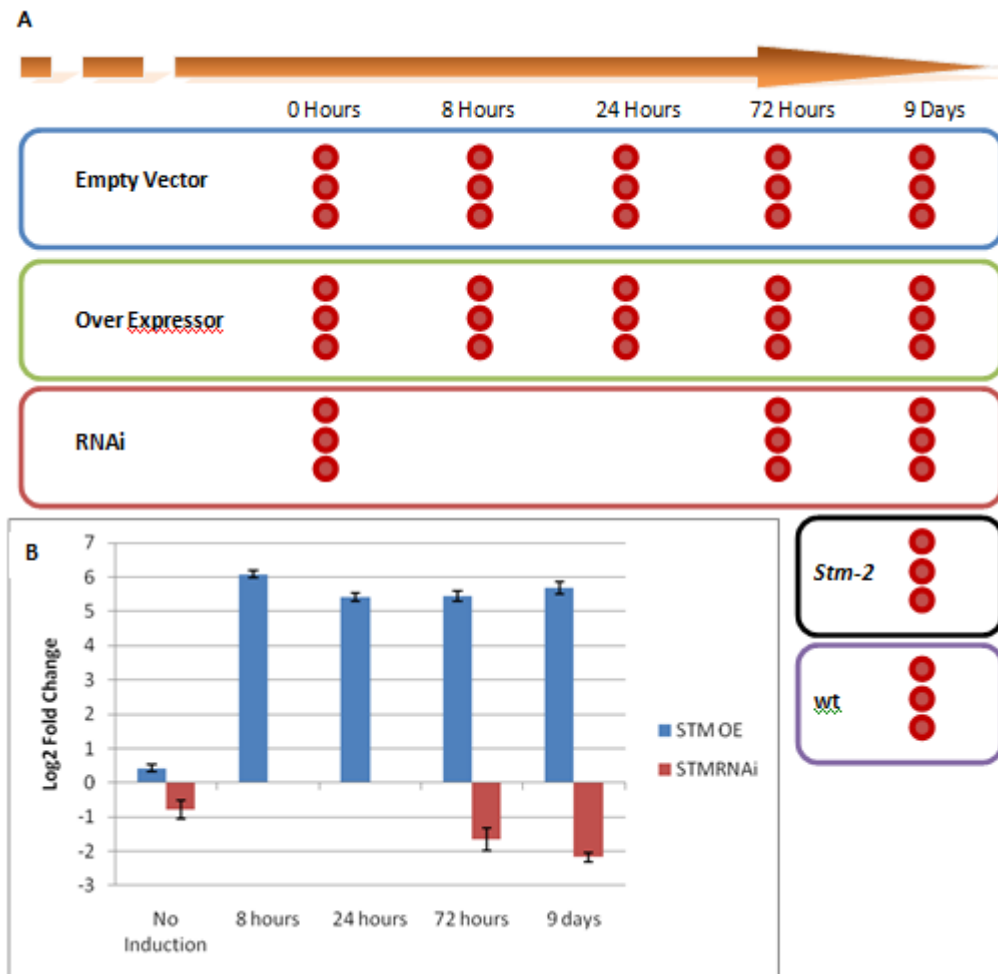 A
0 Hours 8 Hours 24 Hours 72 Hours 9 Days
Empty Vector
Over Expressor
RNAi
Stm-2
wt
B
Log2 Fold Change
7
6
5
4
3
2
1
0
-1
-2
-3
No Induction 8 hours 24 hours 72 hours 9 days
STM OE
STMRNAi